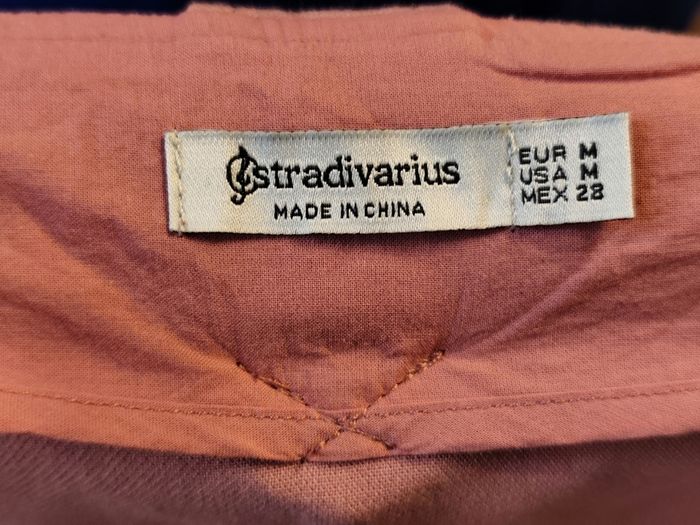 stradivarius
MADE IN CHINA
EUR M
USA M
MEX 28